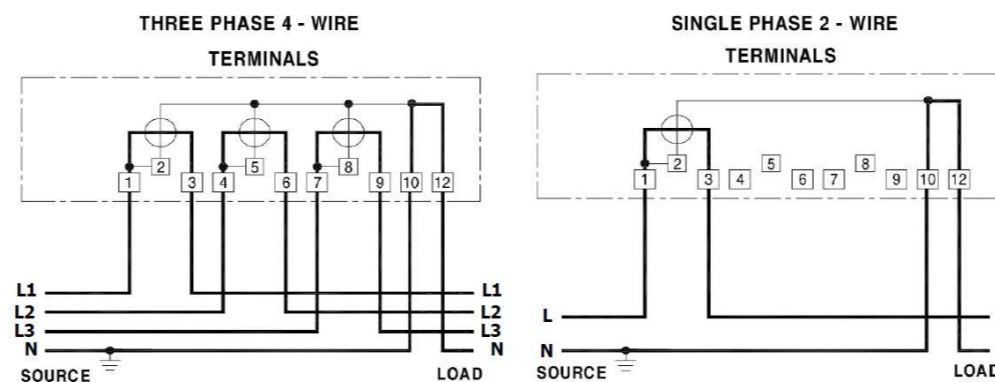 THREE PHASE 4 - WIRE
TERMINALS
2 5 8
1 3 4 6 7 9 10 12
L1 L1
L2 L2
L3 L3
N N
SOURCE LOAD
SINGLE PHASE 2 - WIRE
TERMINALS
2 5 8
1 3 4 6 7 9 10 12
L
N
SOURCE LOAD